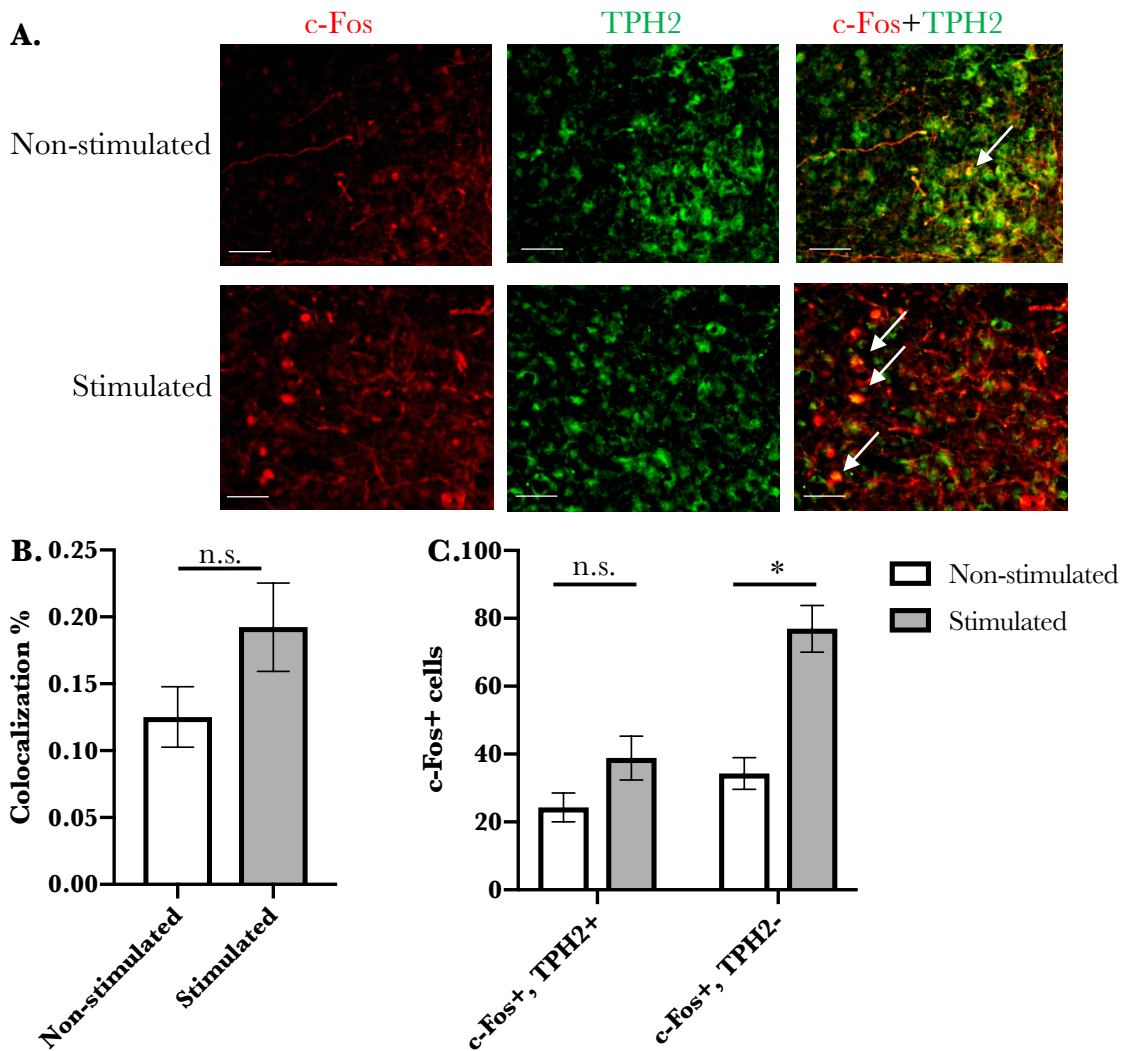 A.
c-Fos
TPH2
c-Fos+TPH2
Non-stimulated
Stimulated
B.
n.s.
Colocalization %
0.25
0.20
0.15
0.10
0.05
0.00
Non-stimulated
Stimulated
C.
n.s.
*
c-Fos+ cells
100
80
60
40
20
0
c-Fos+, TPH2+
c-Fos+, TPH2-
Non-stimulated
Stimulated